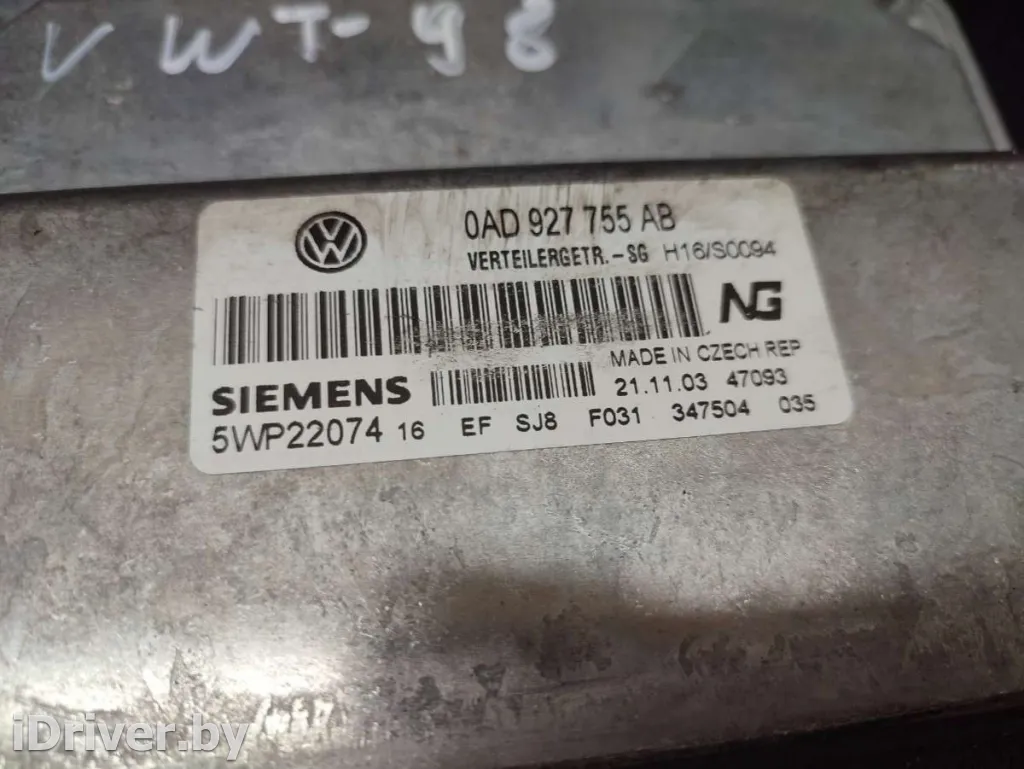 VWT-98
0AD 927 755 AB
VERTEILERGETR.-SG H16/S0094
NG
MADE IN CZECH REP
SIEMENS 21.11.03 47093
5WP22074 16 EF SJ8 F031 347504 035
iDriver.by